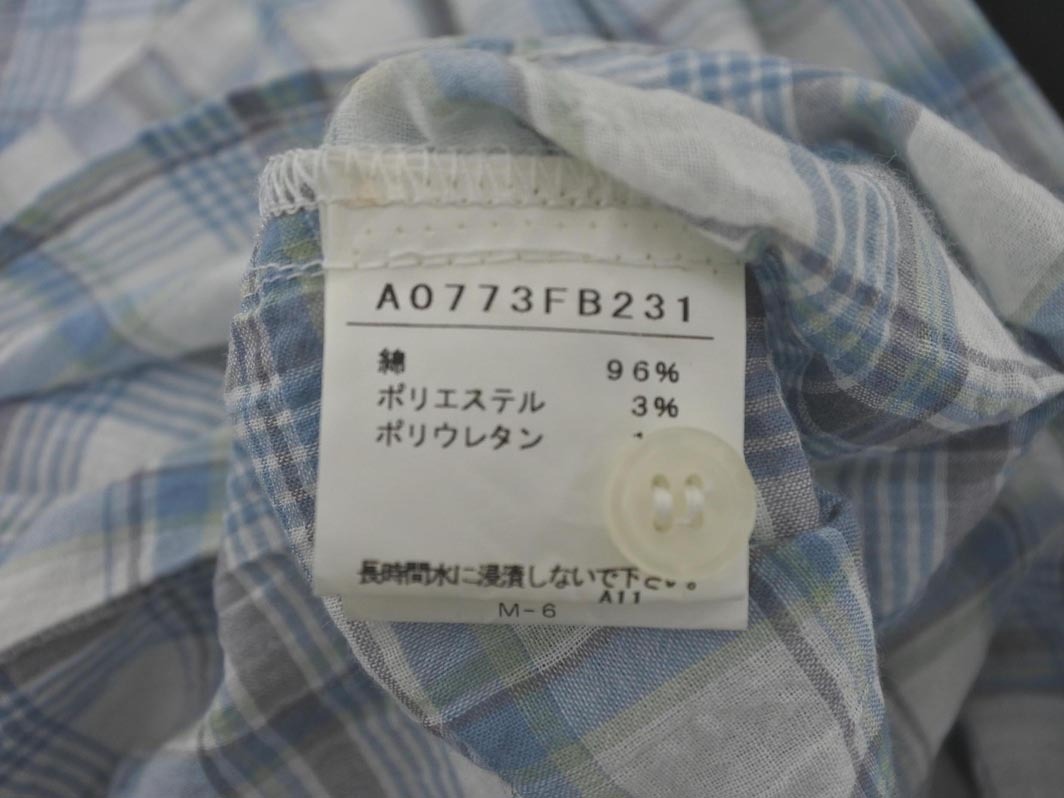 A0773FB231
綿 96%
ポリエステル 3%
ポリウレタン
長時間水に浸漬しないで下さい。
A11
M-6